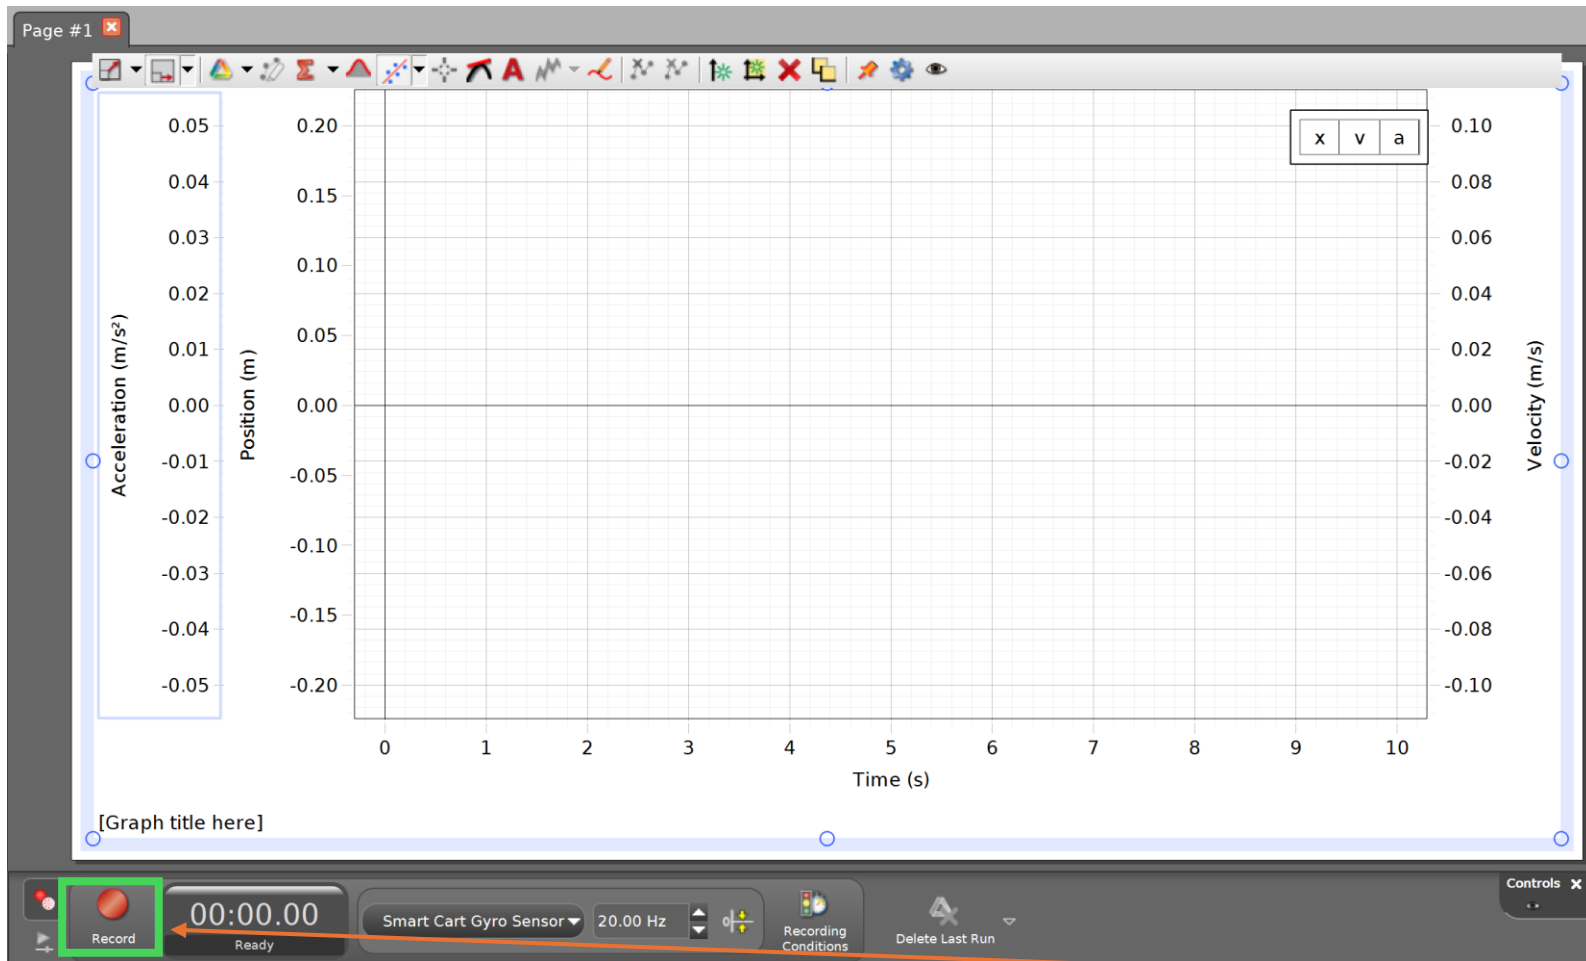 Page #1
A
x v a
0.05
0.04
0.03
0.02
0.01
0.00
-0.01
-0.02
-0.03
-0.04
-0.05
Acceleration (m/s²)
0.20
0.15
0.10
0.05
0.00
-0.05
-0.10
-0.15
-0.20
Position (m)
0.10
0.08
0.06
0.04
0.02
0.00
-0.02
-0.04
-0.06
-0.08
-0.10
Velocity (m/s)
0 1 2 3 4 5 6 7 8 9 10
Time (s)
[Graph title here]
Record
00:00.00
Ready
Smart Cart Gyro Sensor
20.00 Hz
Recording
Conditions
Delete Last Run
Controls